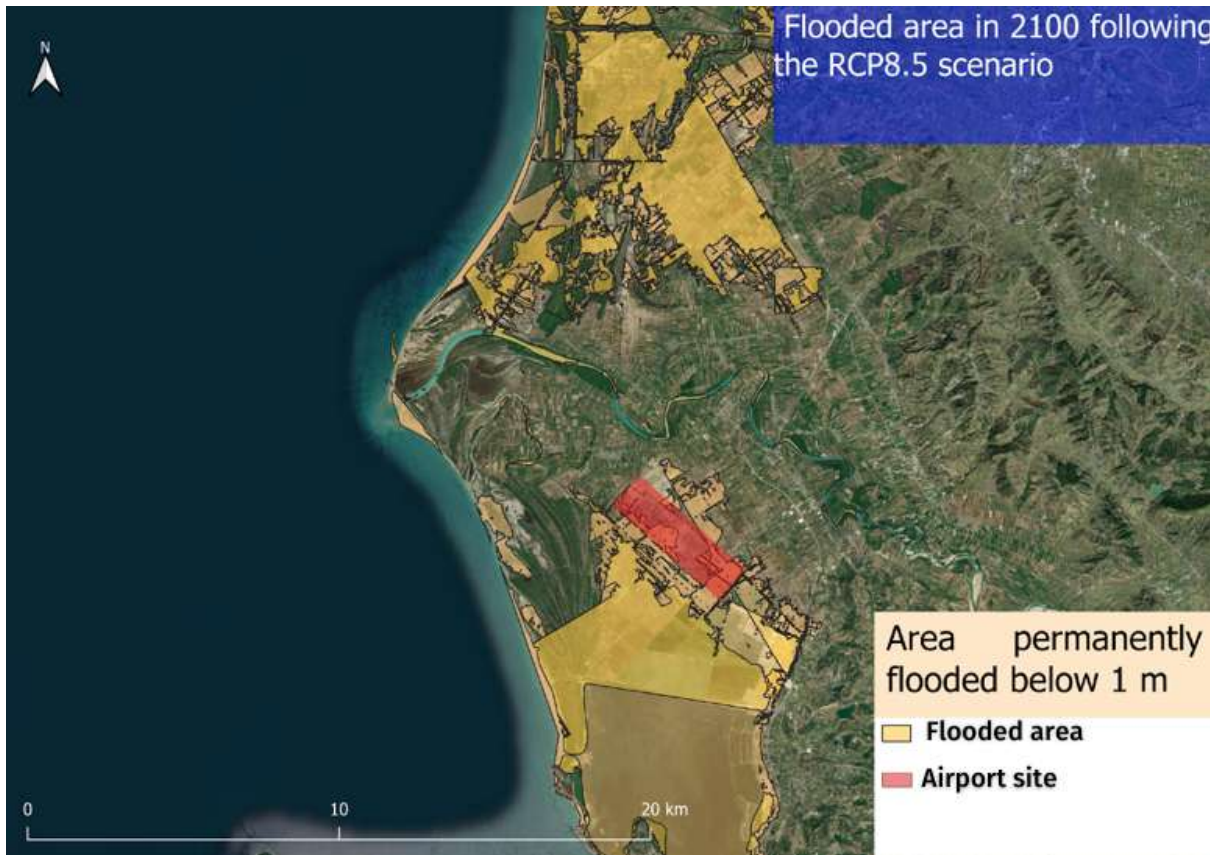 N
Flooded area in 2100 following
the RCP8.5 scenario
Area permanently
flooded below 1 m
Flooded area
Airport site
0 10 20 km